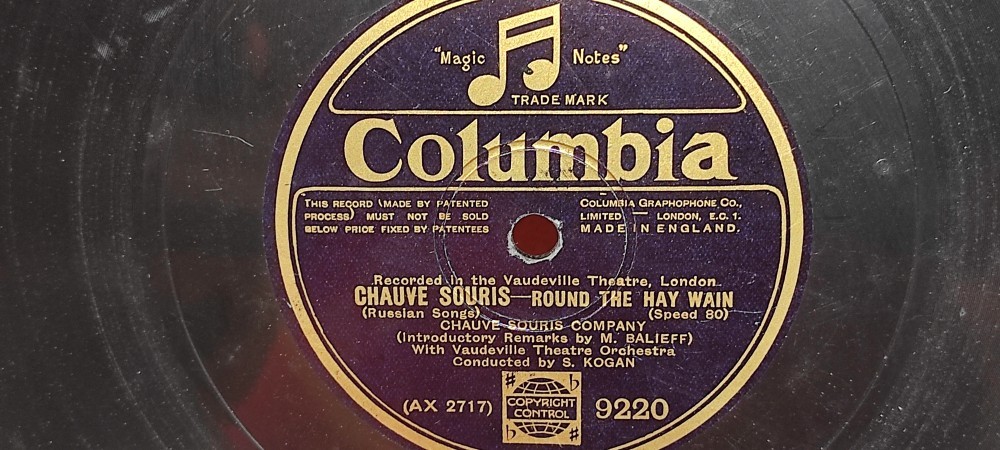 "Magic Notes"
TRADE MARK
Columbia
THIS RECORD (MADE BY PATENTED
PROCESS) MUST NOT BE SOLD
BELOW PRICE FIXED BY PATENTEES
COLUMBIA GRAPHOPHONE CO.,
LIMITED — LONDON, E.C. 1.
MADE IN ENGLAND.
Recorded in the Vaudeville Theatre, London
CHAUVE SOURIS—ROUND THE HAY WAIN
(Russian Songs) (Speed 80)
CHAUVE SOURIS COMPANY
(Introductory Remarks by M. BALIEFF)
With Vaudeville Theatre Orchestra
Conducted by S. KOGAN
(AX 2717)
COPYRIGHT
CONTROL
9220